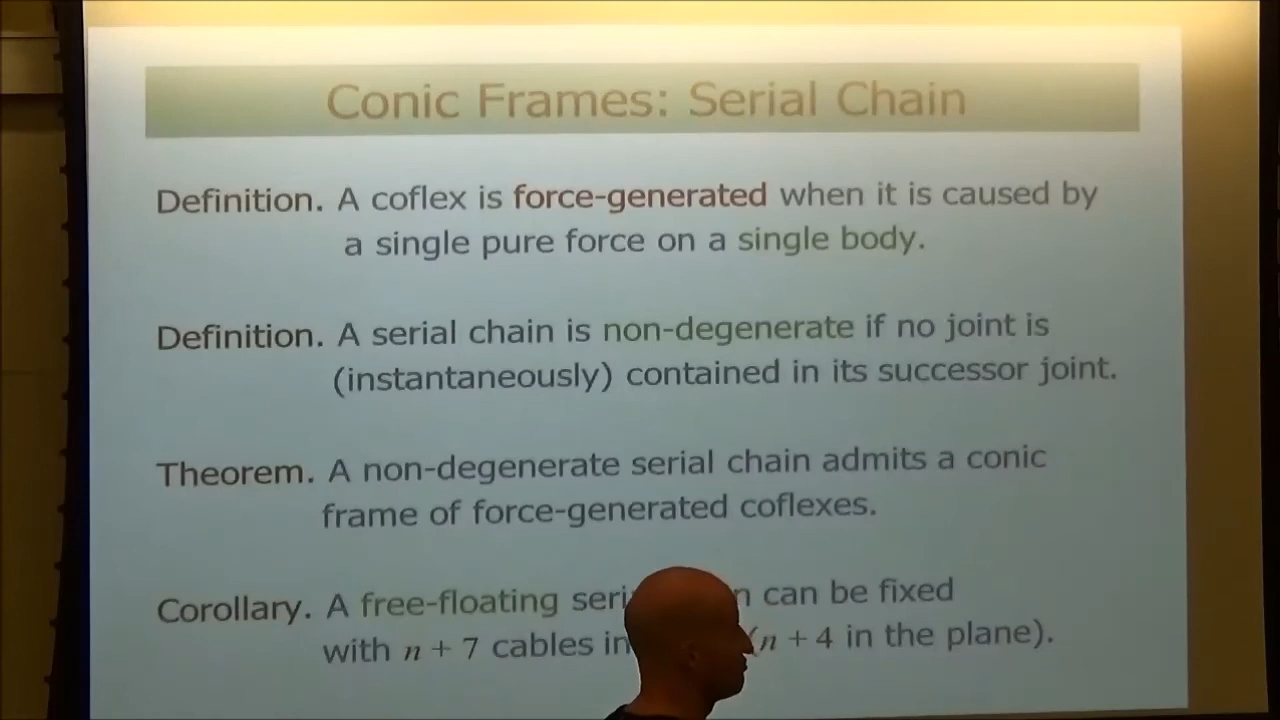 Conic Frames: Serial Chain
Definition. A coflex is force-generated when it is caused by
a single pure force on a single body.
Definition. A serial chain is non-degenerate if no joint is
(instantaneously) contained in its successor joint.
Theorem. A non-degenerate serial chain admits a conic
frame of force-generated coflexes.
Corollary. A free-floating can be fixed
with n + 7 cables in (n + 4 in the plane).